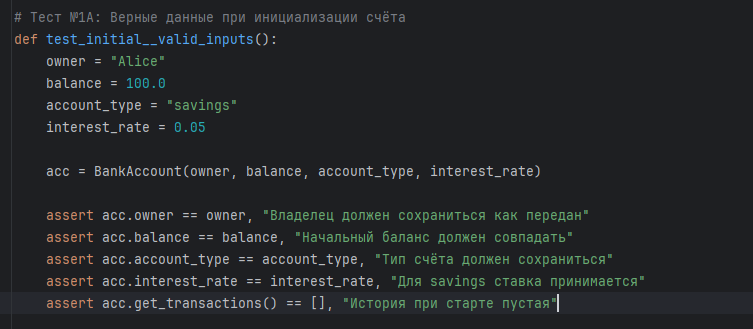 # Тест №1А: Верные данные при инициализации счёта
def test_initial__valid_inputs():
    owner = "Alice"
    balance = 100.0
    account_type = "savings"
    interest_rate = 0.05

    acc = BankAccount(owner, balance, account_type, interest_rate)

    assert acc.owner == owner, "Владелец должен сохраниться как передан"
    assert acc.balance == balance, "Начальный баланс должен совпадать"
    assert acc.account_type == account_type, "Тип счёта должен сохраниться"
    assert acc.interest_rate == interest_rate, "Для savings ставка принимается"
    assert acc.get_transactions() == [], "История при старте пустая"